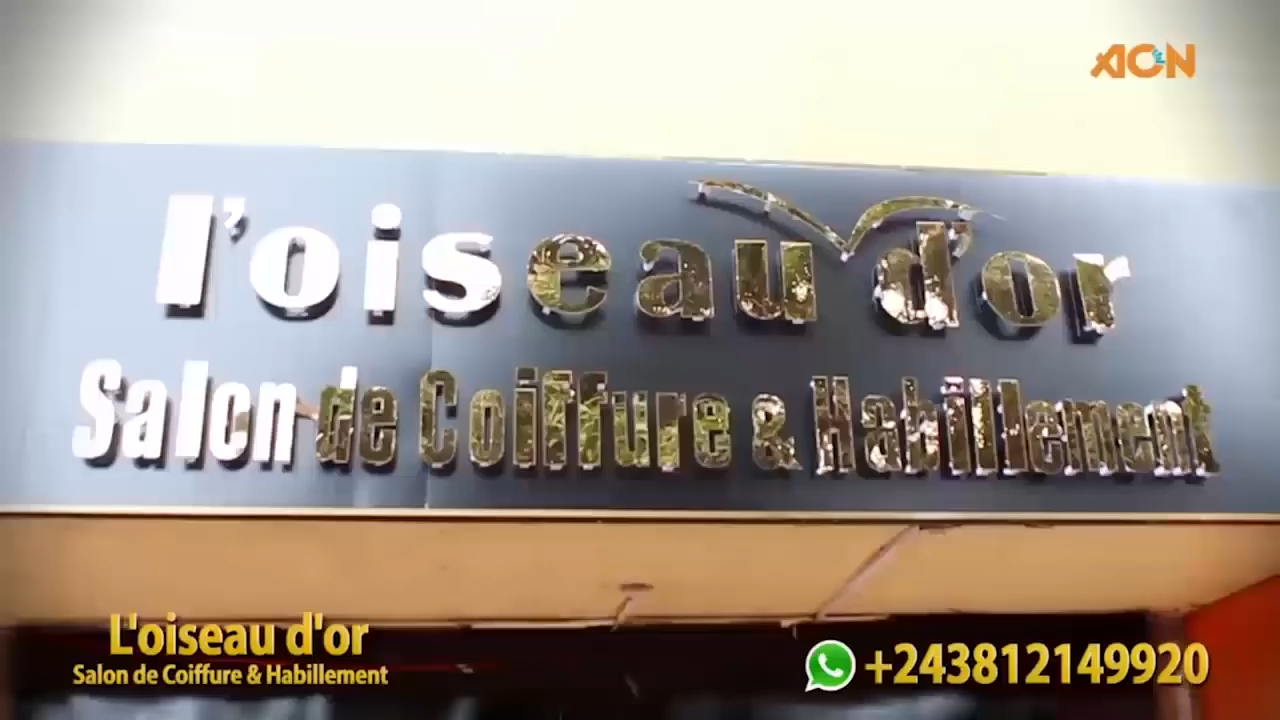 ACN
l'oiseau d'or
Salon de Coiffure & Habillement
L'oiseau d'or
Salon de Coiffure & Habillement
+243812149920